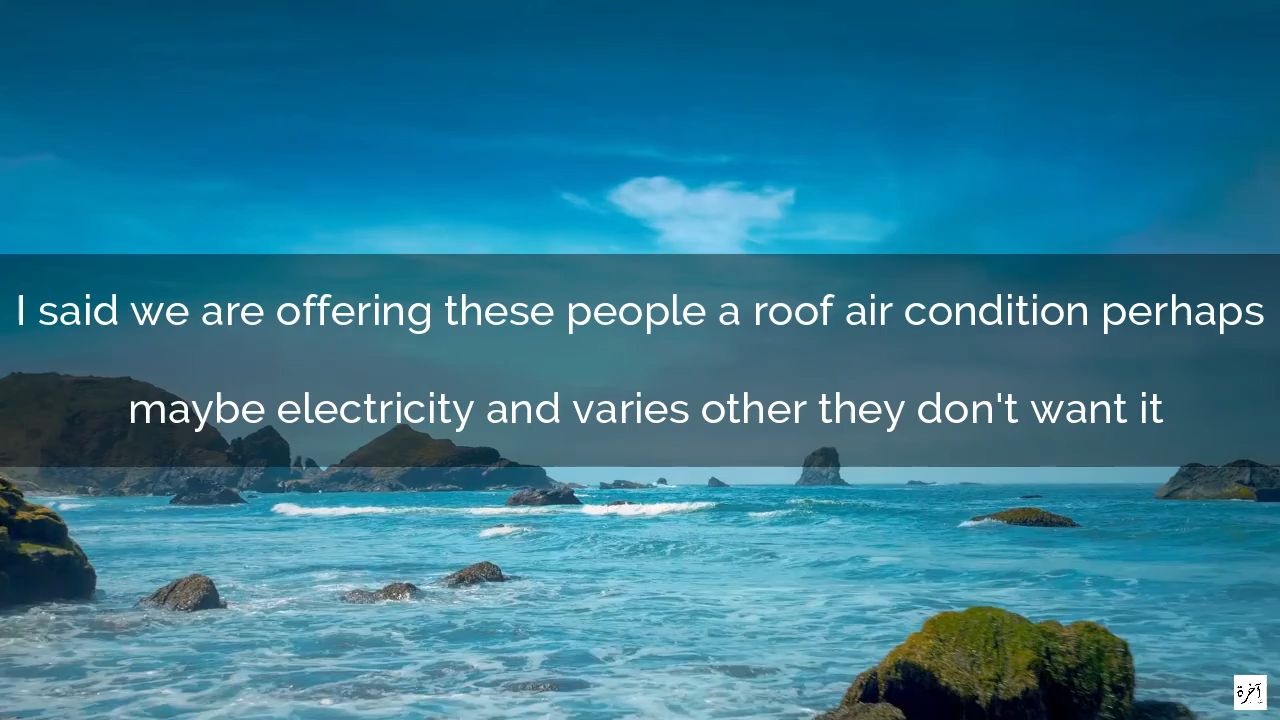 I said we are offering these people a roof air condition perhaps
maybe electricity and varies other they don't want it